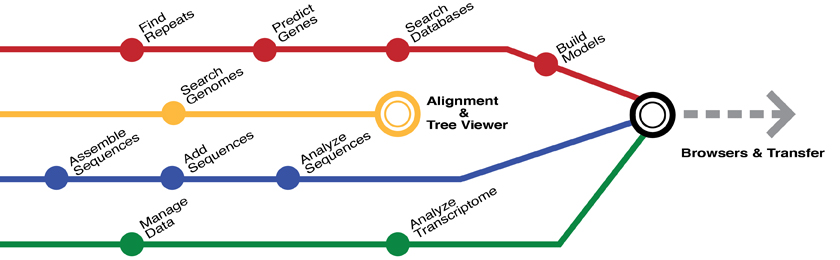 Find
Repeats
Predict
Genes
Search
Databases
Build
Models
Search
Genomes
Alignment
&
Tree Viewer
Browsers & Transfer
Assemble
Sequences
Add
Sequences
Analyze
Sequences
Manage
Data
Analyze
Transcriptome